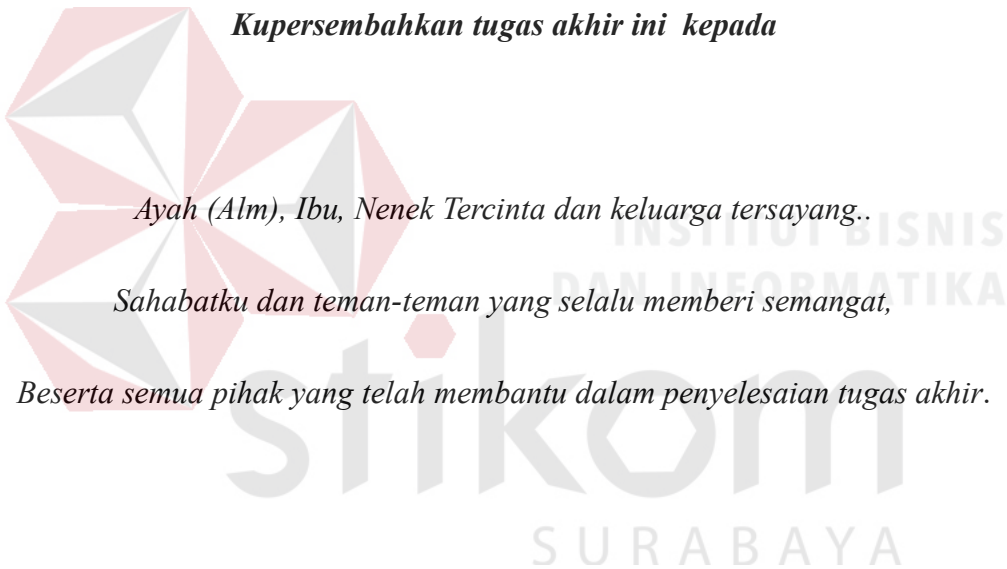 Kupersembahkan tugas akhir ini kepada
Ayah (Alm), Ibu, Nenek Tercinta dan keluarga tersayang..
INSTITUT BISNIS
Sahabatku dan teman-teman yang selalu memberi semangat,
DAN INFORMATIKA
Beserta semua pihak yang telah membantu dalam penyelesaian tugas akhir.
stikom
SURABAYA